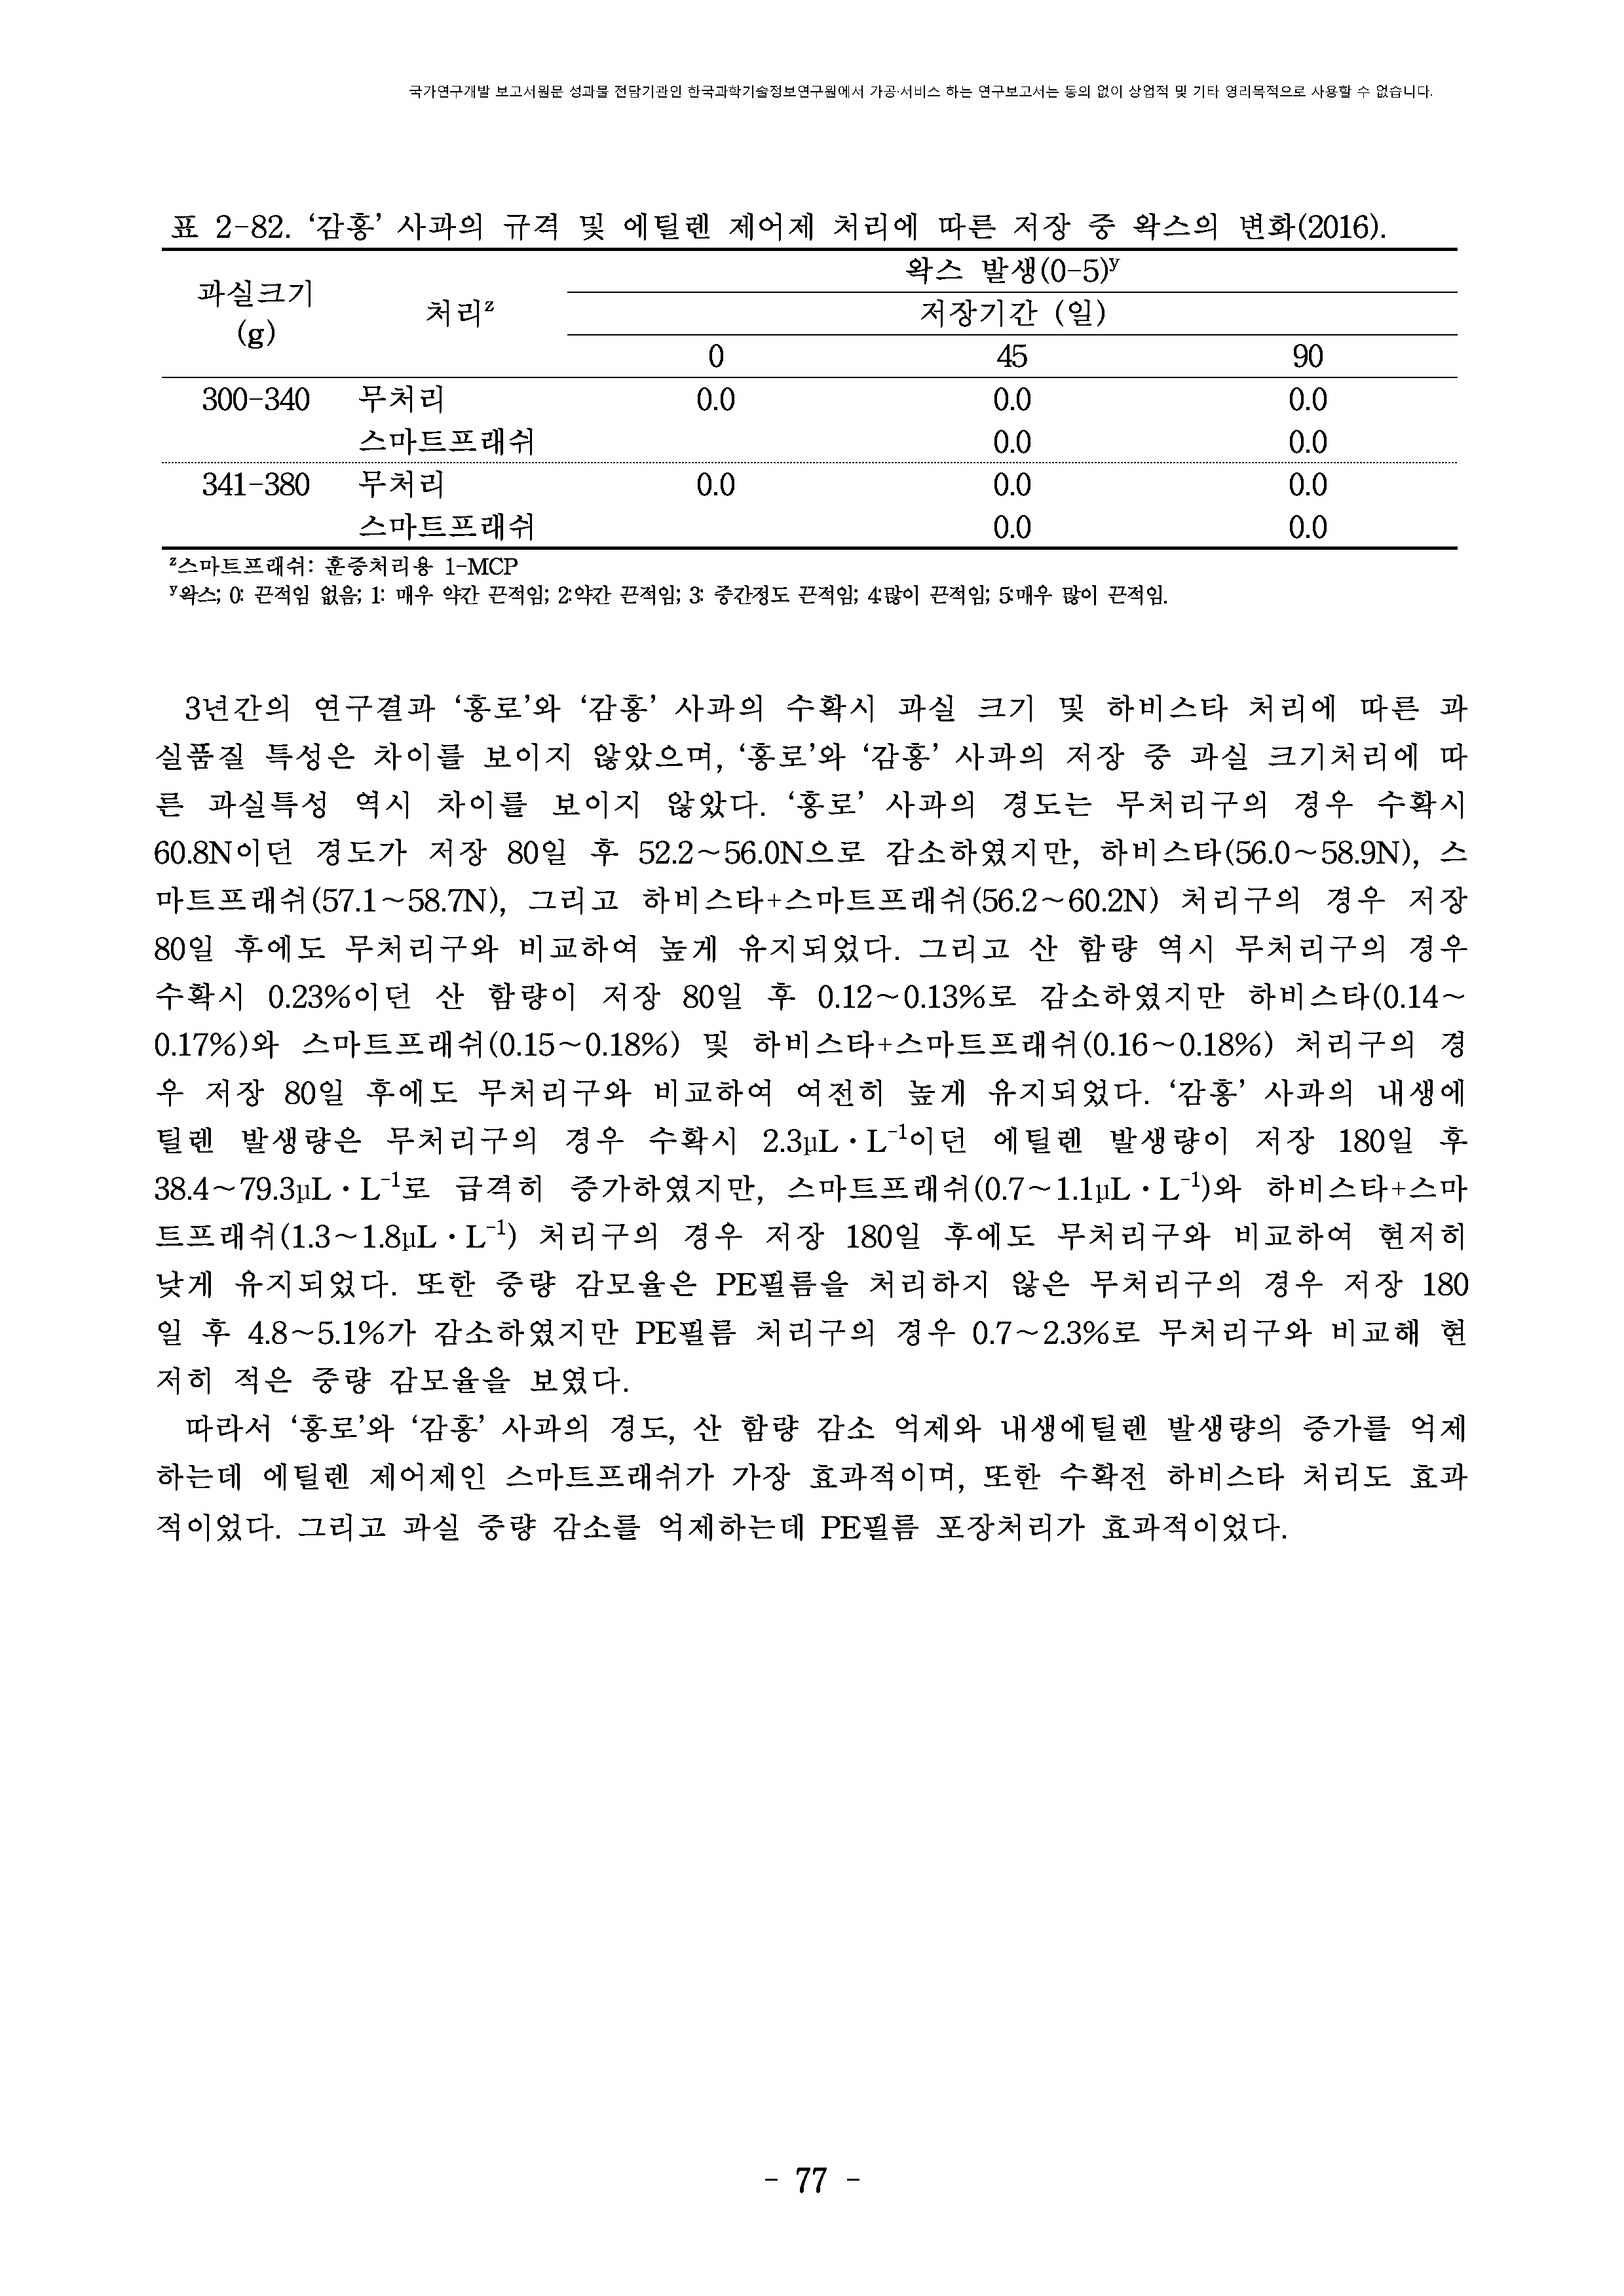 국가연구개발 보고서원문 성과물 전담기관인 한국과학기술정보연구원에서 가공·서비스 하는 연구보고서는 동의 없이 상업적 및 기타 영리목적으로 사용할 수 없습니다.
표 2-82. ‘감홍’ 사과의 규격 및 에틸렌 제어제 처리에 따른 저장 중 왁스의 변화(2016).
과실크기 (g) 처리ᶻ 왁스 발생(0-5)ʸ
저장기간 (일)
0 45 90
300-340 무처리 0.0 0.0 0.0
스마트프래쉬 0.0 0.0
341-380 무처리 0.0 0.0 0.0
스마트프래쉬 0.0 0.0
ᶻ스마트프래쉬: 훈증처리용 1-MCP
ʸ왁스; 0: 끈적임 없음; 1: 매우 약간 끈적임; 2:약간 끈적임; 3: 중간정도 끈적임; 4:많이 끈적임; 5:매우 많이 끈적임.
3년간의 연구결과 ‘홍로’와 ‘감홍’ 사과의 수확시 과실 크기 및 하비스타 처리에 따른 과
실품질 특성은 차이를 보이지 않았으며, ‘홍로’와 ‘감홍’ 사과의 저장 중 과실 크기처리에 따
른 과실특성 역시 차이를 보이지 않았다. ‘홍로’ 사과의 경도는 무처리구의 경우 수확시
60.8N이던 경도가 저장 80일 후 52.2~56.0N으로 감소하였지만, 하비스타(56.0~58.9N), 스
마트프래쉬(57.1~58.7N), 그리고 하비스타+스마트프래쉬(56.2~60.2N) 처리구의 경우 저장
80일 후에도 무처리구와 비교하여 높게 유지되었다. 그리고 산 함량 역시 무처리구의 경우
수확시 0.23%이던 산 함량이 저장 80일 후 0.12~0.13%로 감소하였지만 하비스타(0.14~
0.17%)와 스마트프래쉬(0.15~0.18%) 및 하비스타+스마트프래쉬(0.16~0.18%) 처리구의 경
우 저장 80일 후에도 무처리구와 비교하여 여전히 높게 유지되었다. ‘감홍’ 사과의 내생에
틸렌 발생량은 무처리구의 경우 수확시 2.3μL·L⁻¹이던 에틸렌 발생량이 저장 180일 후
38.4~79.3μL·L⁻¹로 급격히 증가하였지만, 스마트프래쉬(0.7~1.1μL·L⁻¹)와 하비스타+스마
트프래쉬(1.3~1.8μL·L⁻¹) 처리구의 경우 저장 180일 후에도 무처리구와 비교하여 현저히
낮게 유지되었다. 또한 중량 감모율은 PE필름을 처리하지 않은 무처리구의 경우 저장 180
일 후 4.8~5.1%가 감소하였지만 PE필름 처리구의 경우 0.7~2.3%로 무처리구와 비교해 현
저히 적은 중량 감모율을 보였다.
따라서 ‘홍로’와 ‘감홍’ 사과의 경도, 산 함량 감소 억제와 내생에틸렌 발생량의 증가를 억제
하는데 에틸렌 제어제인 스마트프래쉬가 가장 효과적이며, 또한 수확전 하비스타 처리도 효과
적이었다. 그리고 과실 중량 감소를 억제하는데 PE필름 포장처리가 효과적이었다.
- 77 -